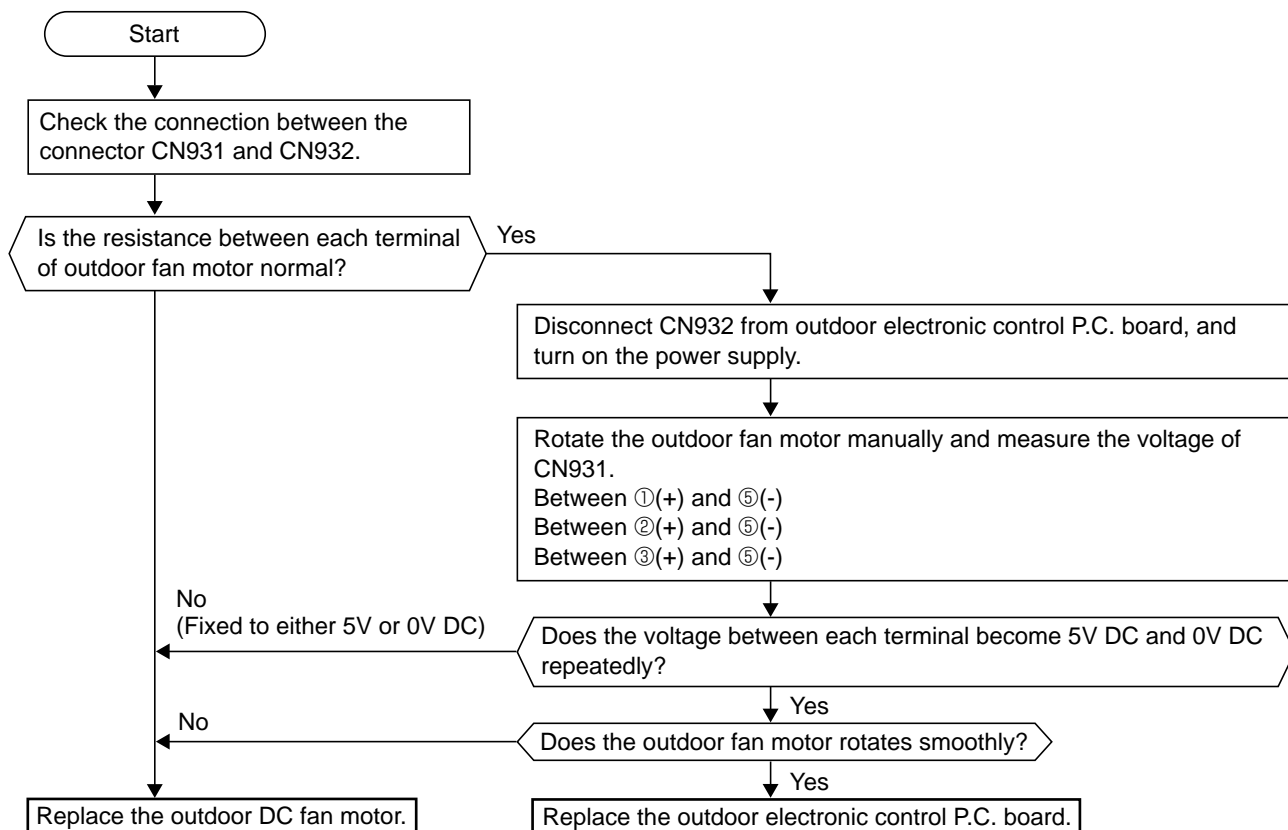 Start
Check the connection between the
connector CN931 and CN932.
Is the resistance between each terminal
of outdoor fan motor normal?
Yes
Disconnect CN932 from outdoor electronic control P.C. board, and
turn on the power supply.
Rotate the outdoor fan motor manually and measure the voltage of
CN931.
Between ①(+) and ⑤(-)
Between ②(+) and ⑤(-)
Between ③(+) and ⑤(-)
No
(Fixed to either 5V or 0V DC)
Does the voltage between each terminal become 5V DC and 0V DC
repeatedly?
Yes
No
Does the outdoor fan motor rotates smoothly?
Yes
Replace the outdoor DC fan motor.
Replace the outdoor electronic control P.C. board.